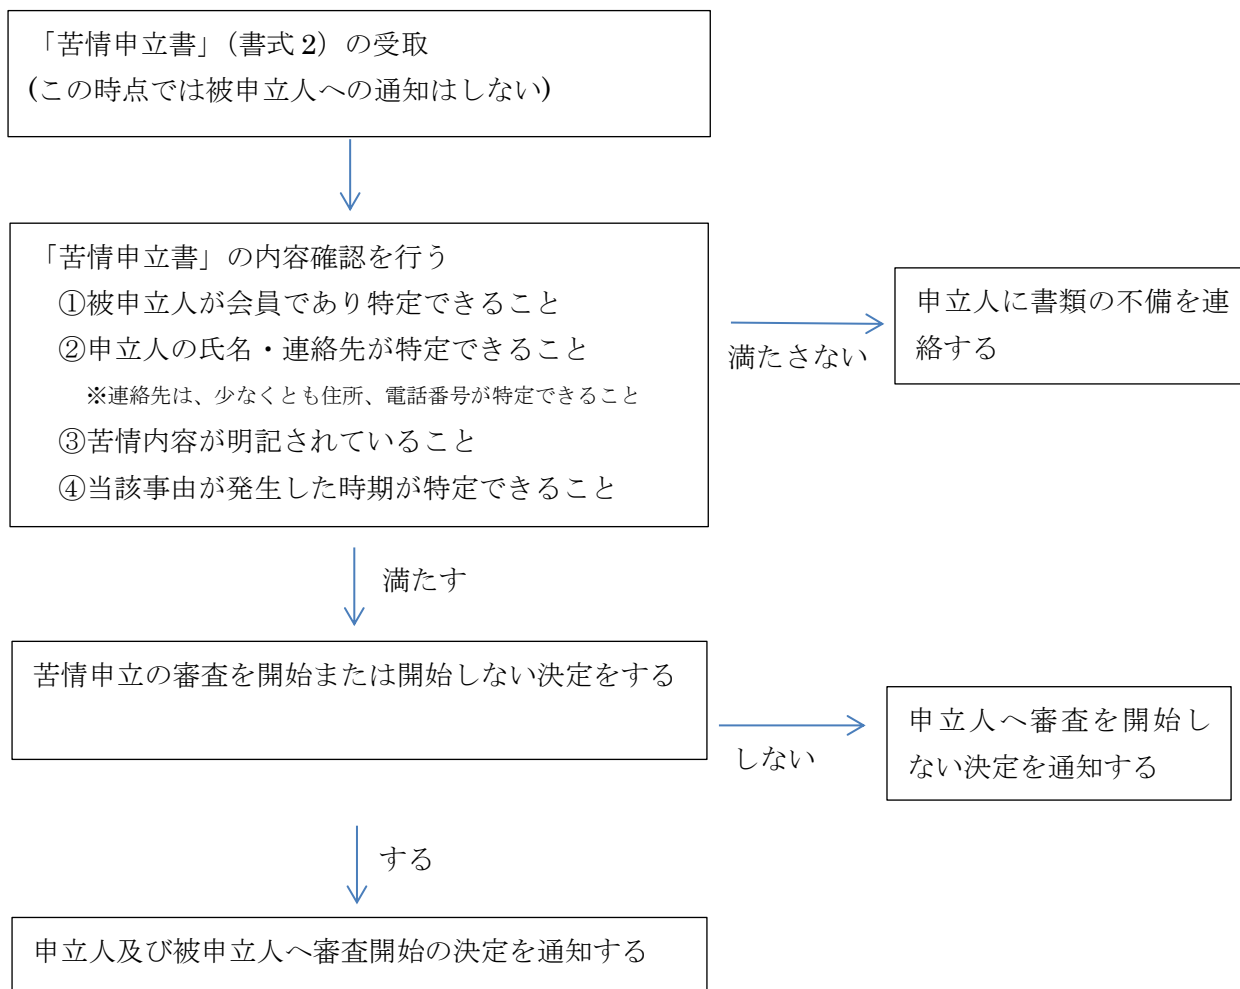 「苦情申立書」（書式 2）の受取
(この時点では被申立人への通知はしない)
「苦情申立書」の内容確認を行う
①被申立人が会員であり特定できること
②申立人の氏名・連絡先が特定できること
※連絡先は、少なくとも住所、電話番号が特定できること
③苦情内容が明記されていること
④当該事由が発生した時期が特定できること
満たさない
申立人に書類の不備を連
絡する
満たす
苦情申立の審査を開始または開始しない決定をする
しない
申立人へ審査を開始し
ない決定を通知する
する
申立人及び被申立人へ審査開始の決定を通知する